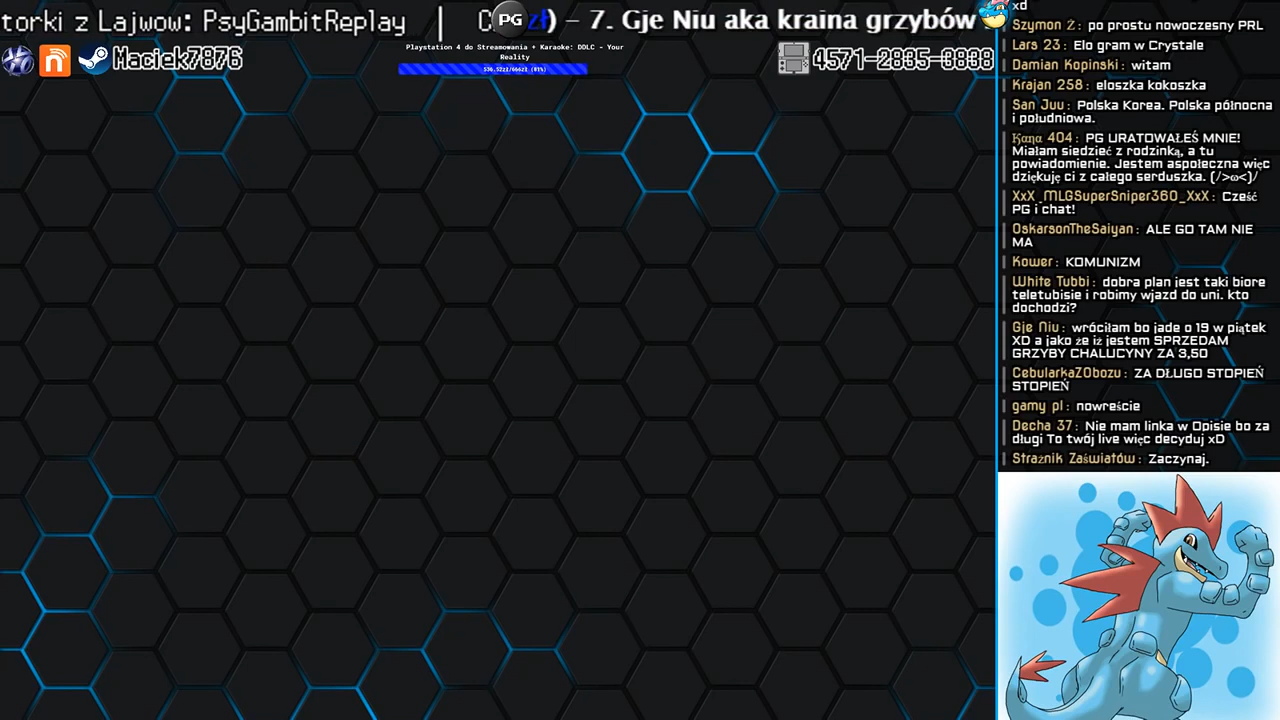 torki z Lajwow: PsyGambitReplay | C PG zł) – 7. Gje Niu aka kraina grzybów
Maciek7876
Playstation 4 do Streamowania + Karaoke: DDLC - Your
Reality
4571-2835-3838
xd
Szymon Ż: po prostu nowoczesny PRL
Lars 23: Elo gram w Crystale
Damian Kopinski: witam
Krajan 258: eloszka kokoszka
San Juu: Polska Korea. Polska północna
i południowa.
Ҝαηα 404: PG URATOWAŁEŚ MNIE!
Miałam siedzieć z rodzinką, a tu
powiadomienie. Jestem aspołeczna więc
dziękuję ci z całego serduszka. (/>ω<)/
XxX_MLGSuperSniper360_XxX: Cześć
PG i chat!
OskarsonTheSaiyan: ALE GO TAM NIE
MA
Kower: KOMUNIZM
White Tubbi: dobra plan jest taki biore
teletubisie i robimy wjazd do uni. kto
dochodzi?
Gje Niu: wróciłam bo jade o 19 w piątek
XD a jako że iż jestem SPRZEDAM
GRZYBY CHALUCYNY ZA 3,50
CebularkaZObozu: ZA DŁUGO STOPIEŃ
STOPIEŃ
gamy pl: nowreście
Decha 37: Nie mam linka w Opisie bo za
długi To twój live więc decyduj xD
Strażnik Zaświatów: Zaczynaj.